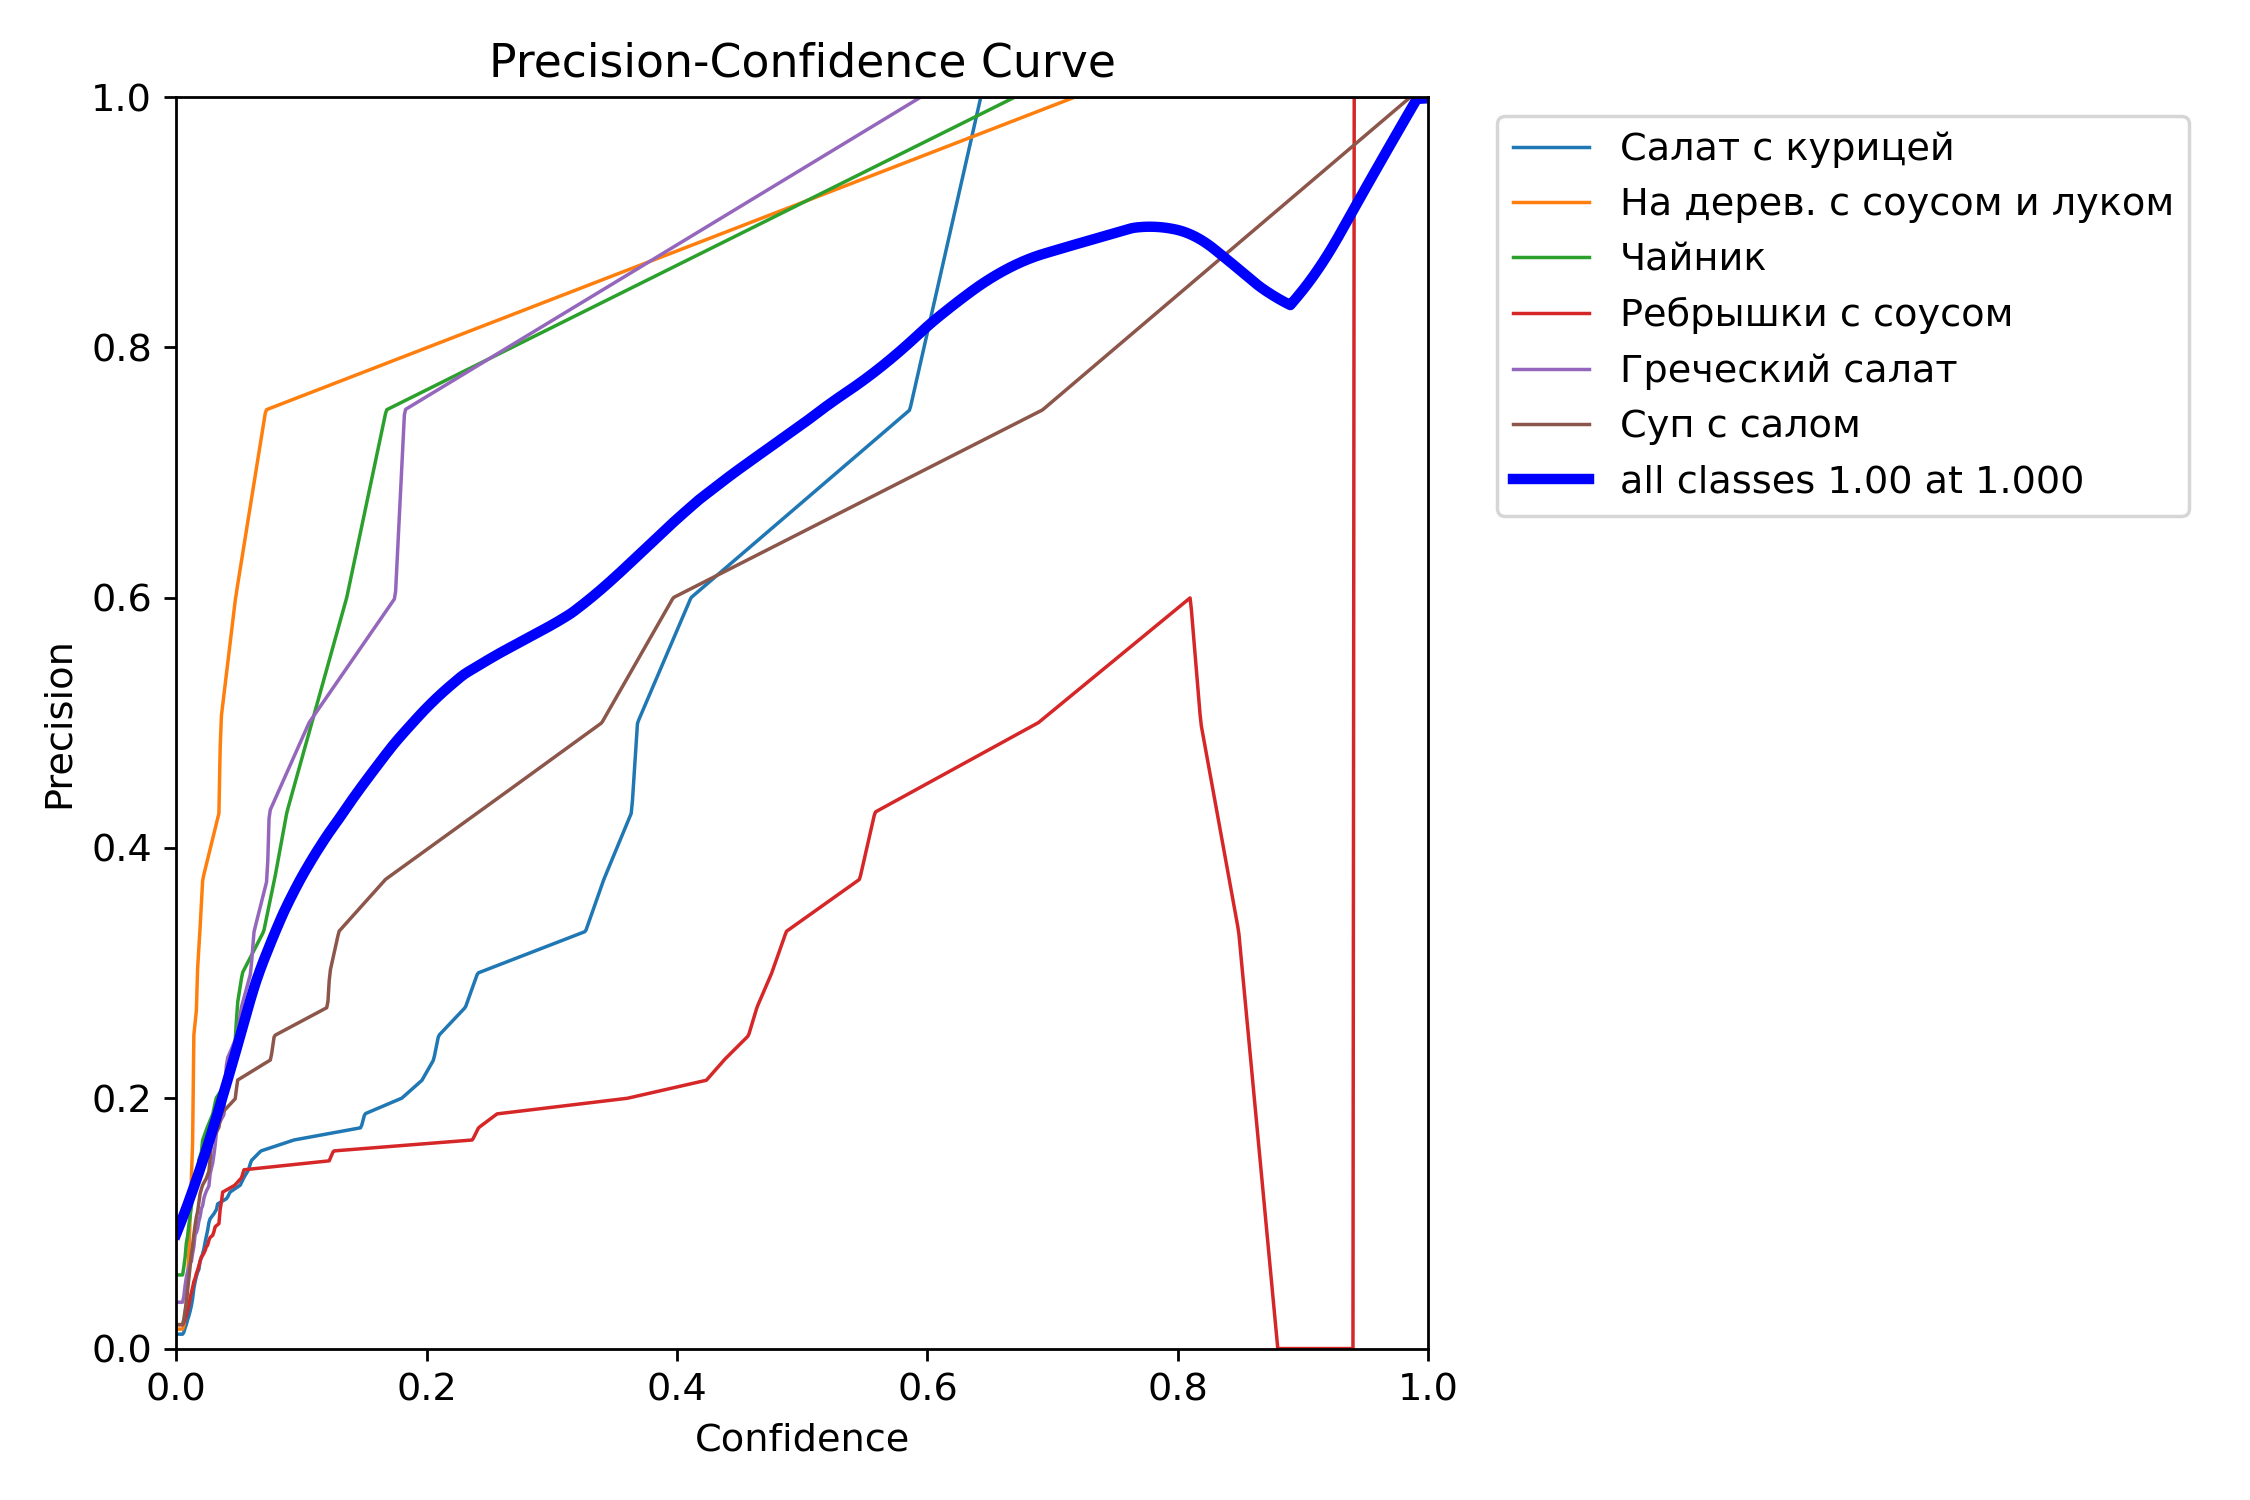 Precision-Confidence Curve
1.0
0.8
0.6
0.4
0.2
0.0
Precision
0.0 0.2 0.4 0.6 0.8 1.0
Confidence
Салат с курицей
На дерев. с соусом и луком
Чайник
Ребрышки с соусом
Греческий салат
Суп с салом
all classes 1.00 at 1.000